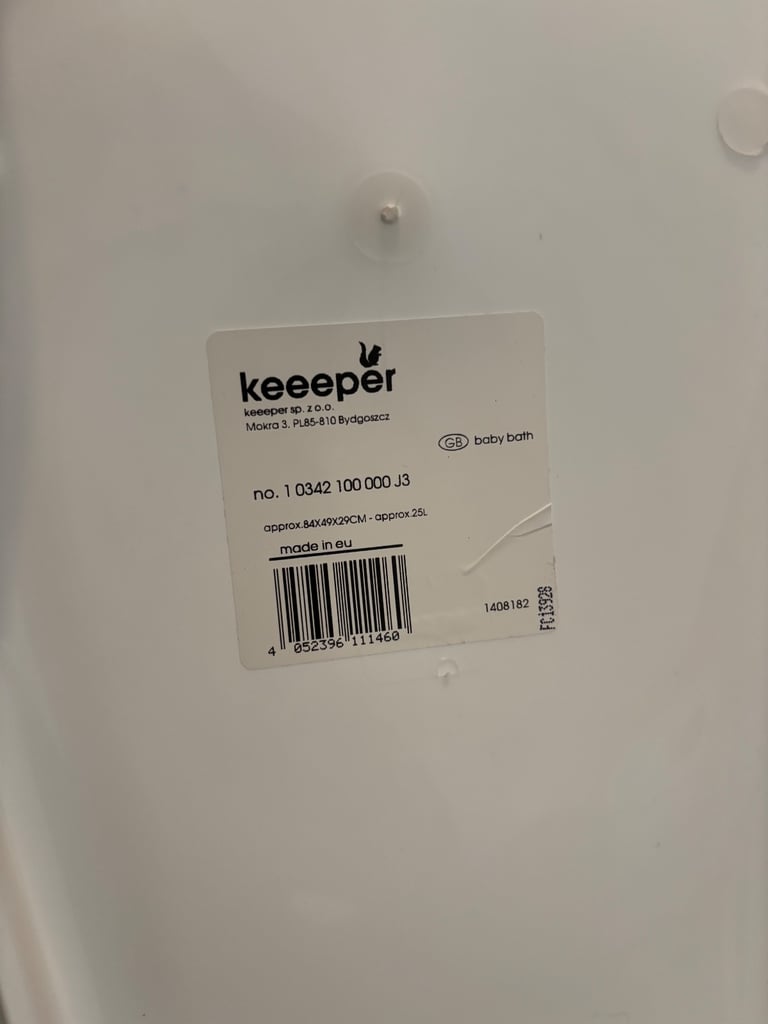 keeeper
keeeper sp. z o.o.
Mokra 3, PL85-810 Bydgoszcz
GB baby bath
no. 1 0342 100 000 J3
approx.84X49X29CM - approx.25L
made in eu
4 052396 111460
1408182
FC13928